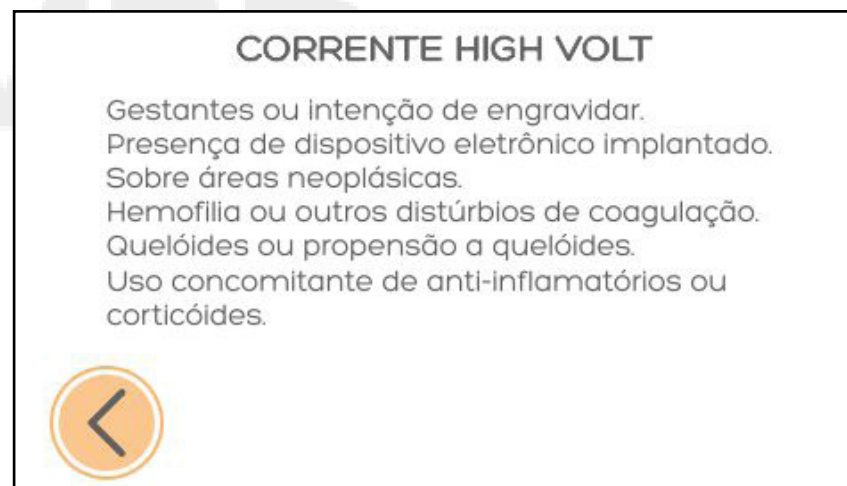 CORRENTE HIGH VOLT
Gestantes ou intenção de engravidar.
Presença de dispositivo eletrônico implantado.
Sobre áreas neoplásicas.
Hemofilia ou outros distúrbios de coagulação.
Quelóides ou propensão a quelóides.
Uso concomitante de anti-inflamatórios ou
corticóides.